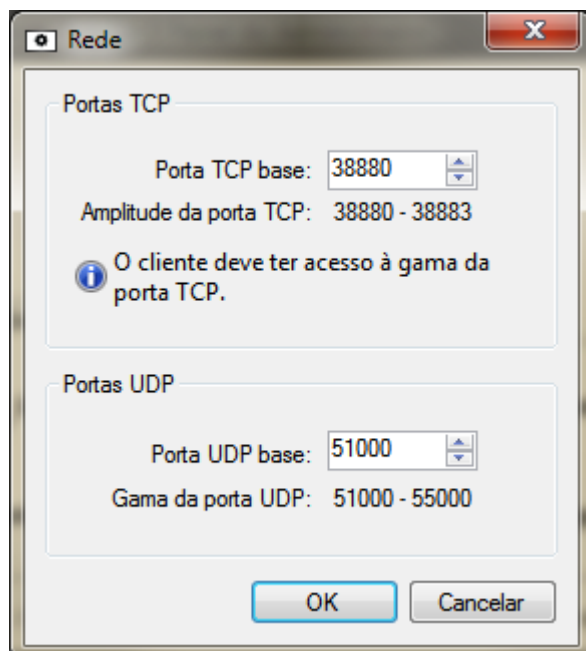 Rede
Portas TCP
Porta TCP base: 38880
Amplitude da porta TCP: 38880 - 38883
O cliente deve ter acesso à gama da
porta TCP.
Portas UDP
Porta UDP base: 51000
Gama da porta UDP: 51000 - 55000
OK Cancelar